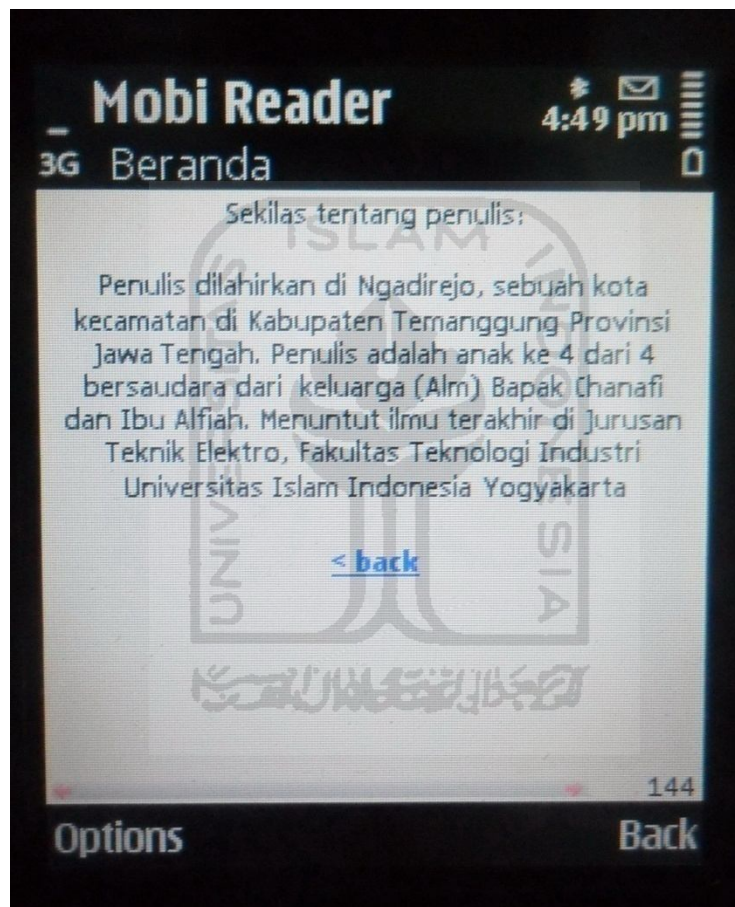 Mobi Reader
4:49 pm
3G Beranda
Sekilas tentang penulis:
Penulis dilahirkan di Ngadirejo, sebuah kota
kecamatan di Kabupaten Temanggung Provinsi
Jawa Tengah. Penulis adalah anak ke 4 dari 4
bersaudara dari keluarga (Alm) Bapak Chanafi
dan Ibu Alfiah. Menuntut ilmu terakhir di Jurusan
Teknik Elektro, Fakultas Teknologi Industri
Universitas Islam Indonesia Yogyakarta
< back
UNIVERSITAS ISLAM INDONESIA
144
Options
Back